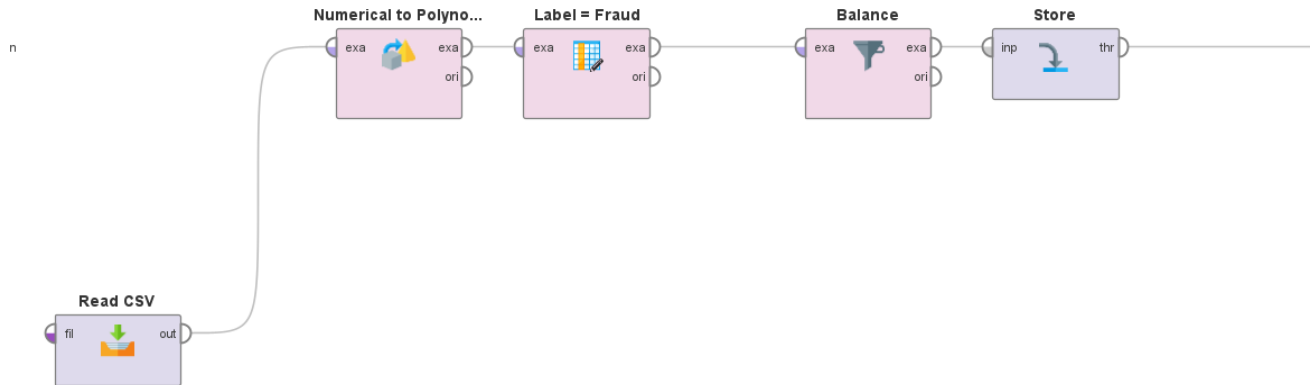 Numerical to Polyno...
Label = Fraud
Balance
Store
n
exa exa
ori
exa exa
ori
exa exa
ori
inp thr
Read CSV
fil out